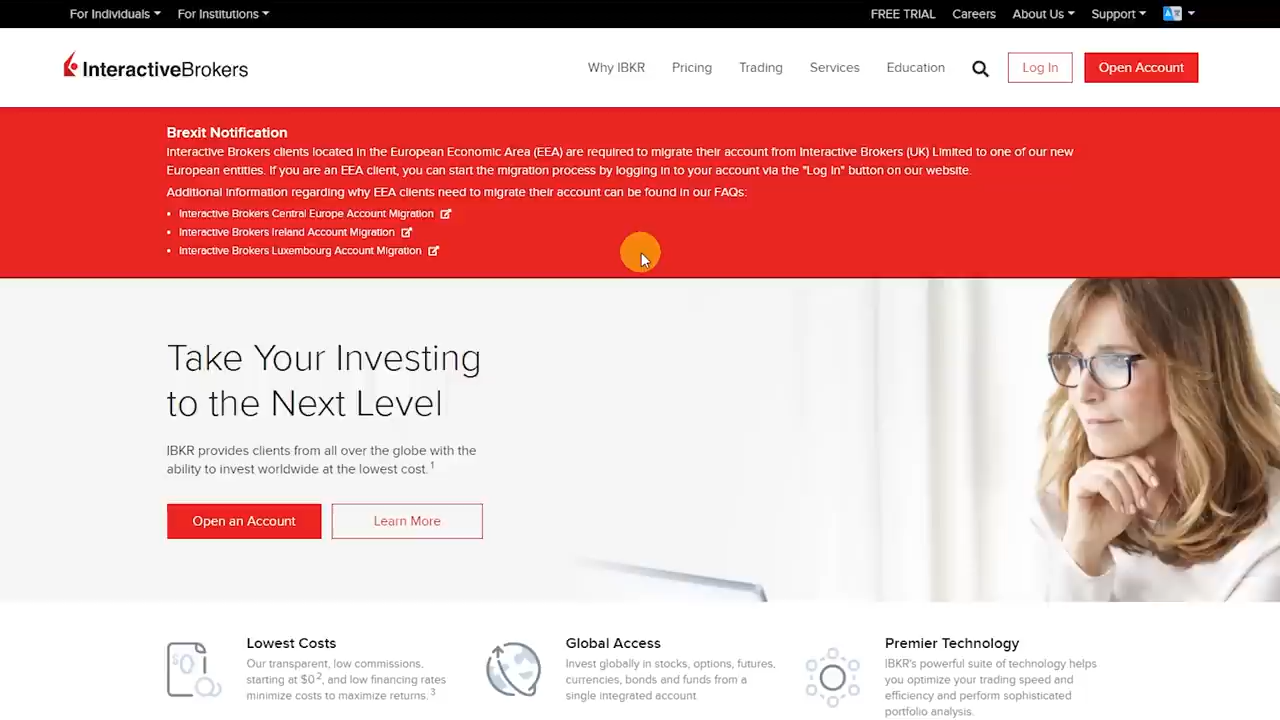 For Individuals For Institutions FREE TRIAL Careers About Us Support
InteractiveBrokers Why IBKR Pricing Trading Services Education Log In Open Account
Brexit Notification
Interactive Brokers clients located in the European Economic Area (EEA) are required to migrate their account from Interactive Brokers (UK) Limited to one of our new
European entities. If you are an EEA client, you can start the migration process by logging in to your account via the "Log In" button on our website.
Additional information regarding why EEA clients need to migrate their account can be found in our FAQs:
• Interactive Brokers Central Europe Account Migration
• Interactive Brokers Ireland Account Migration
• Interactive Brokers Luxembourg Account Migration
Take Your Investing
to the Next Level
IBKR provides clients from all over the globe with the
ability to invest worldwide at the lowest cost.1
Open an Account Learn More
Lowest Costs
Our transparent, low commissions,
starting at $0 2, and low financing rates
minimize costs to maximize returns. 3
Global Access
Invest globally in stocks, options, futures,
currencies, bonds and funds from a
single integrated account.
Premier Technology
IBKR's powerful suite of technology helps
you optimize your trading speed and
efficiency and perform sophisticated
portfolio analysis.